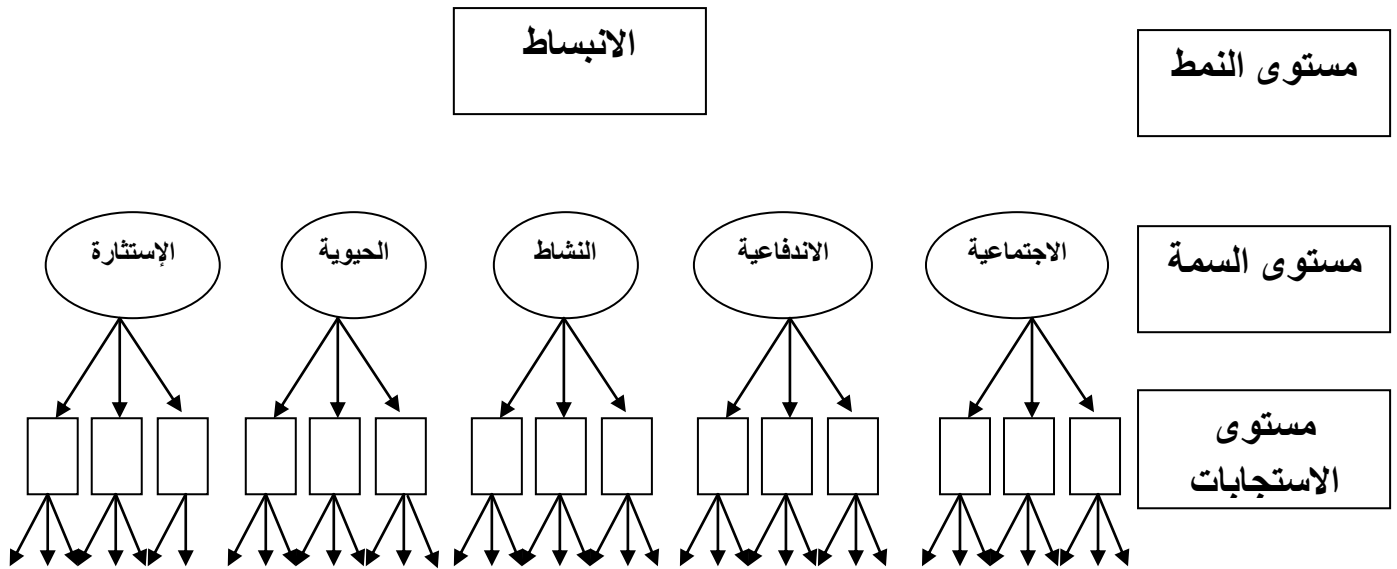 الانبساط
مستوى النمط
مستوى السمة
الاجتماعية
الاندفاعية
النشاط
الحيوية
الإستثارة
مستوى
الاستجابات